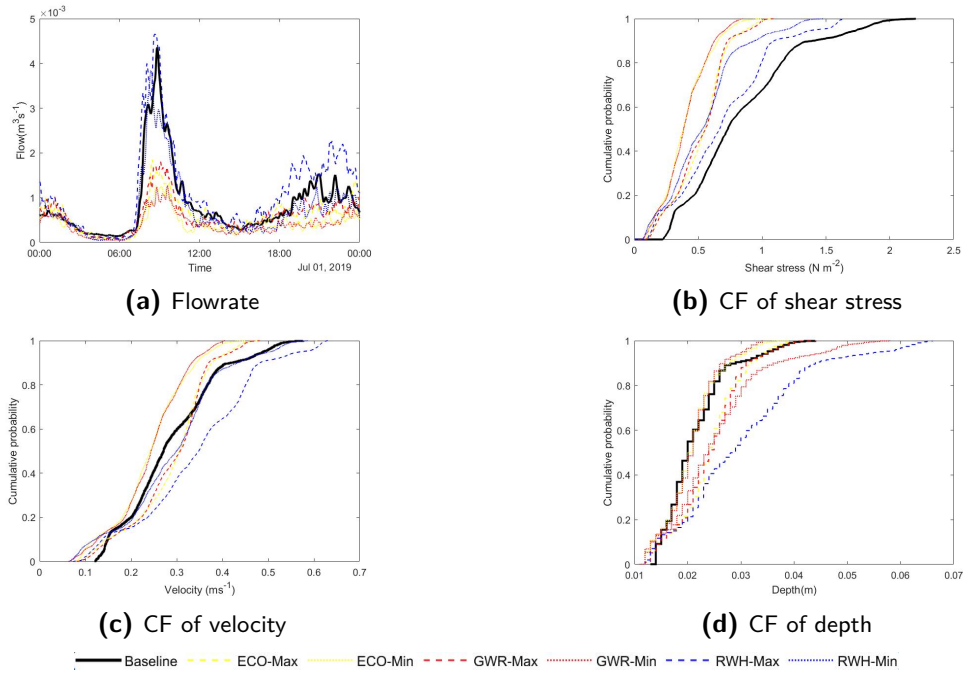 ×10⁻³
5
4
3
2
1
0
Flow(m³s⁻¹)
00:00 06:00 12:00 18:00 00:00
Time
Jul 01, 2019
(a) Flowrate
1
0.8
0.6
0.4
0.2
0
Cumulative probability
0 0.5 1 1.5 2 2.5
Shear stress (N m⁻²)
(b) CF of shear stress
1
0.8
0.6
0.4
0.2
0
Cumulative probability
0 0.1 0.2 0.3 0.4 0.5 0.6 0.7
Velocity (ms⁻¹)
(c) CF of velocity
1
0.8
0.6
0.4
0.2
0
Cumulative probability
0.01 0.02 0.03 0.04 0.05 0.06 0.07
Depth(m)
(d) CF of depth
Baseline ECO-Max ECO-Min GWR-Max GWR-Min RWH-Max RWH-Min